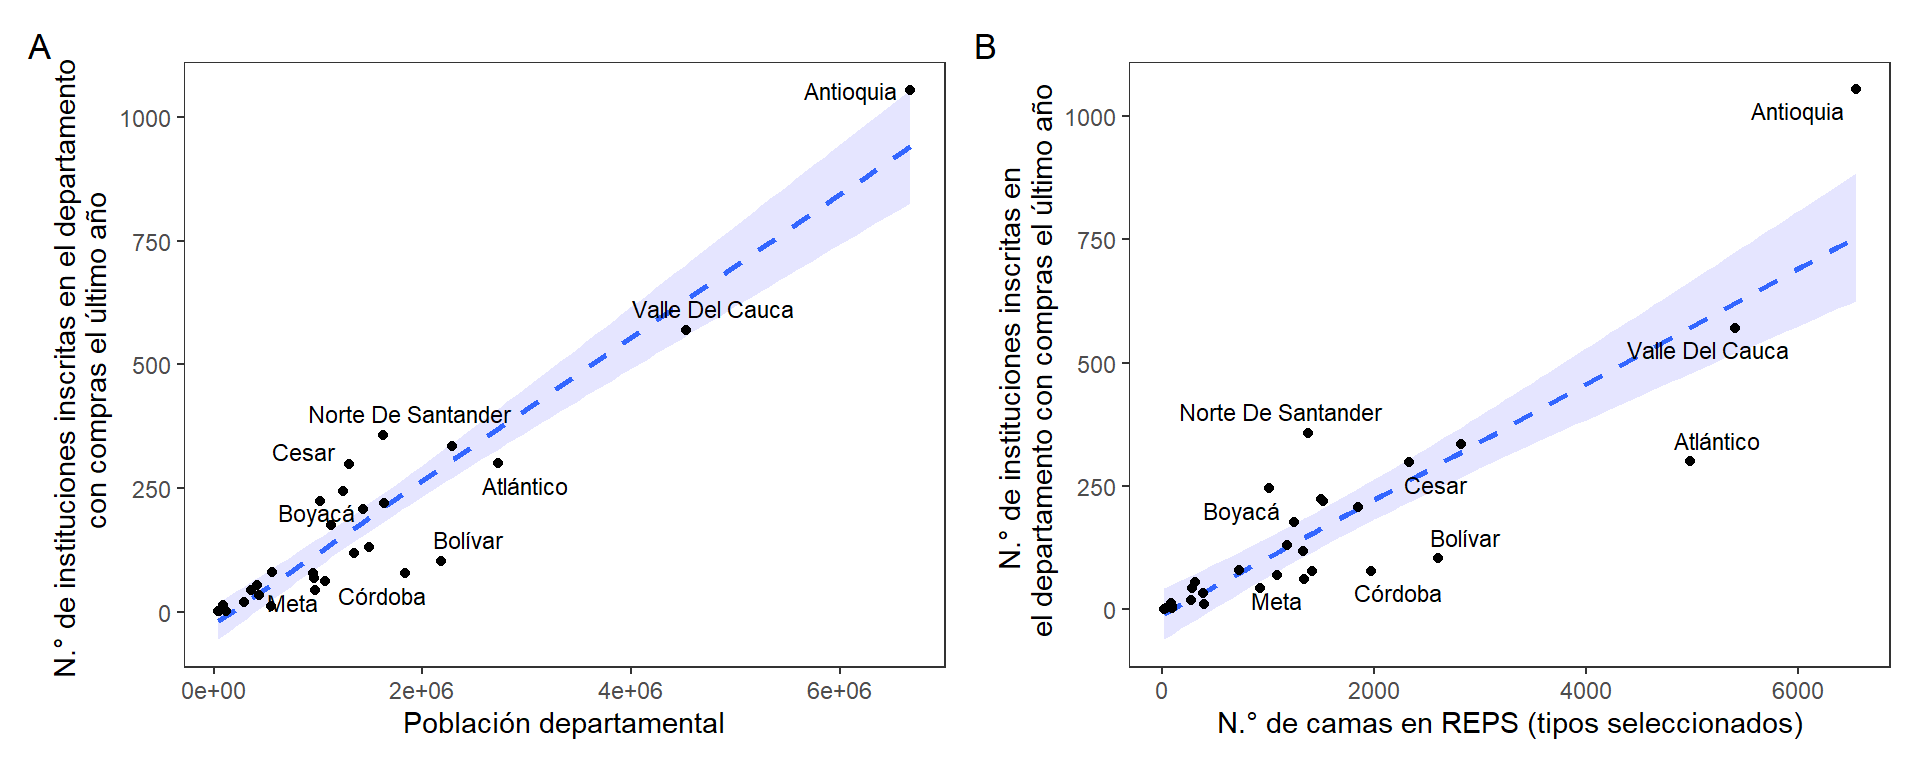 A
N.° de instituciones inscritas en el departamento
con compras el último año
1000
750
500
250
0
Antioquia
Valle Del Cauca
Norte De Santander
Cesar
Atlántico
Boyacá
Bolívar
Meta
Córdoba
0e+00
2e+06
4e+06
6e+06
Población departamental
B
N.° de instituciones inscritas en
el departamento con compras el último año
1000
750
500
250
0
Antioquia
Valle Del Cauca
Norte De Santander
Atlántico
Cesar
Boyacá
Bolívar
Meta
Córdoba
0
2000
4000
6000
N.° de camas en REPS (tipos seleccionados)